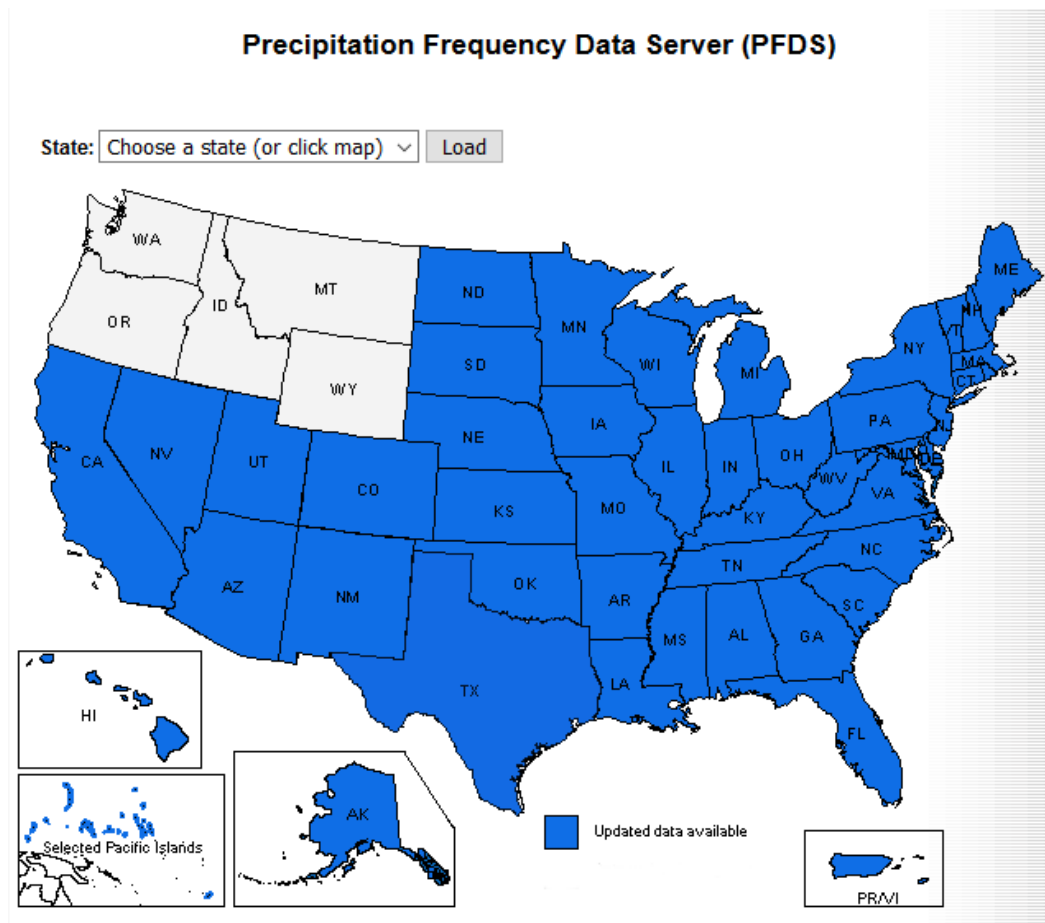 Precipitation Frequency Data Server (PFDS)
State: Choose a state (or click map) Load
WA
MT
ND
ME
OR
ID
MN
NH
VT
NY
WI
SD
MI
MA
WY
CT
IA
PA
NE
NJ
CA
NV
UT
CO
IL
IN
OH
MD
DE
WV
VA
KS
MO
KY
NC
TN
AZ
NM
OK
AR
SC
MS
AL
GA
TX
LA
HI
FL
AK
Updated data available
Selected Pacific Islands
PR/VI